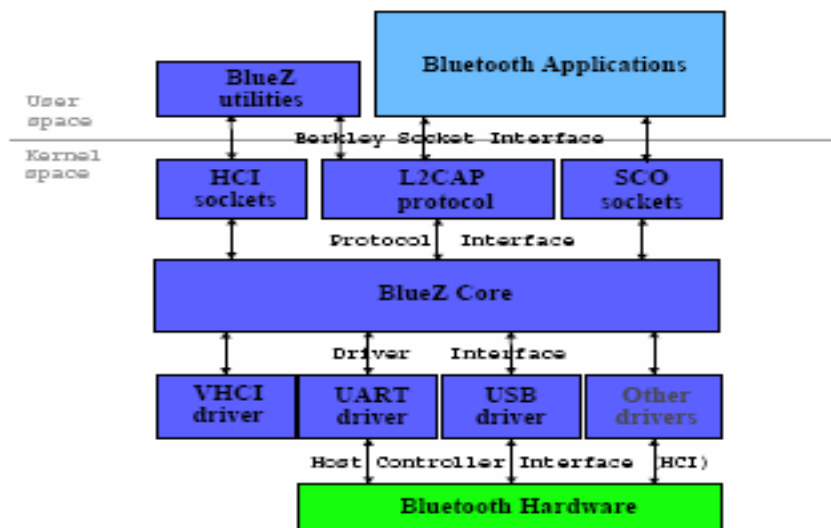 Bluetooth Applications
BlueZ
utilities
User
space
Berkley Socket Interface
Kernel
space
HCI
sockets
L2CAP
protocol
SCO
sockets
Protocol Interface
BlueZ Core
Driver Interface
VHCI
driver
UART
driver
USB
driver
Other
drivers
Host Controller Interface (HCI)
Bluetooth Hardware